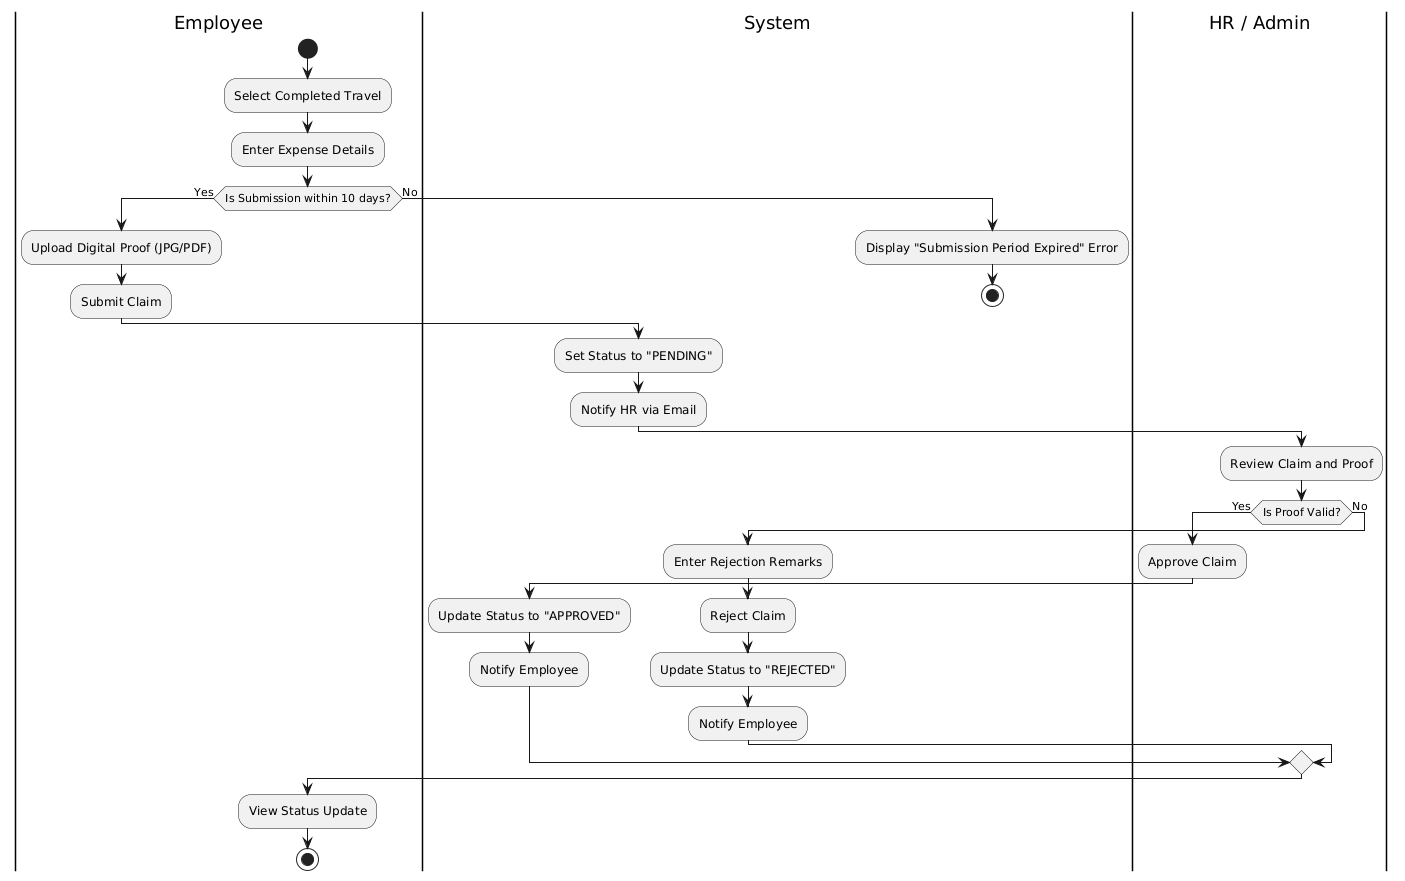 Employee
System
HR / Admin
Select Completed Travel
Enter Expense Details
Yes
Is Submission within 10 days?
No
Upload Digital Proof (JPG/PDF)
Display "Submission Period Expired" Error
Submit Claim
Set Status to "PENDING"
Notify HR via Email
Review Claim and Proof
Yes
Is Proof Valid?
No
Enter Rejection Remarks
Approve Claim
Update Status to "APPROVED"
Reject Claim
Notify Employee
Update Status to "REJECTED"
Notify Employee
View Status Update